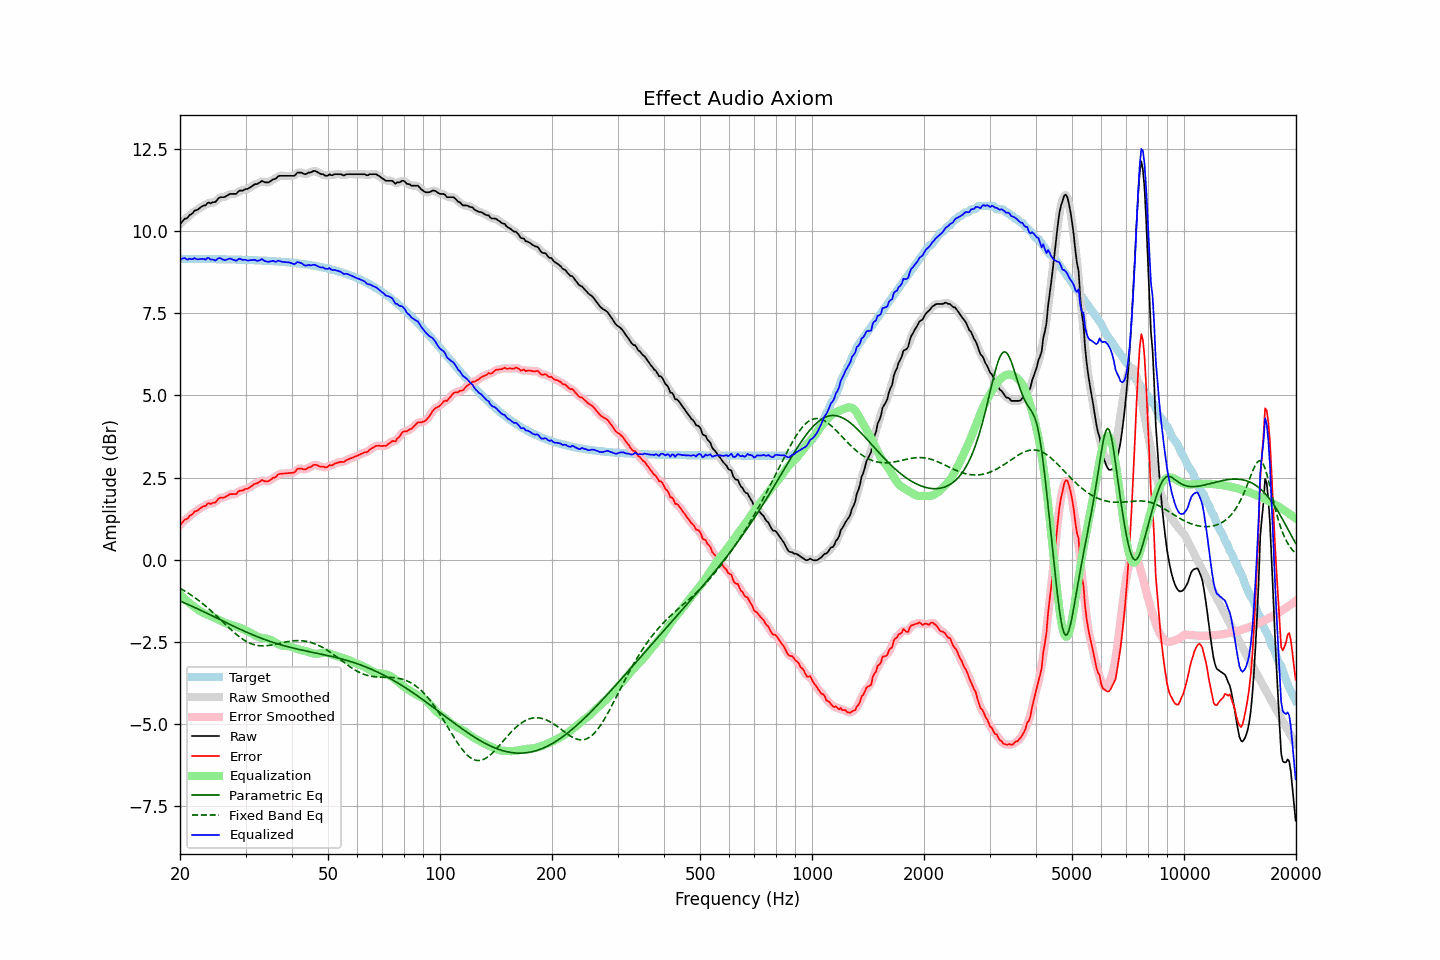 Effect Audio Axiom
Amplitude (dBr)
12.5
10.0
7.5
5.0
2.5
0.0
−2.5
−5.0
−7.5
Target
Raw Smoothed
Error Smoothed
Raw
Error
Equalization
Parametric Eq
Fixed Band Eq
Equalized
20 50 100 200 500 1000 2000 5000 10000 20000
Frequency (Hz)